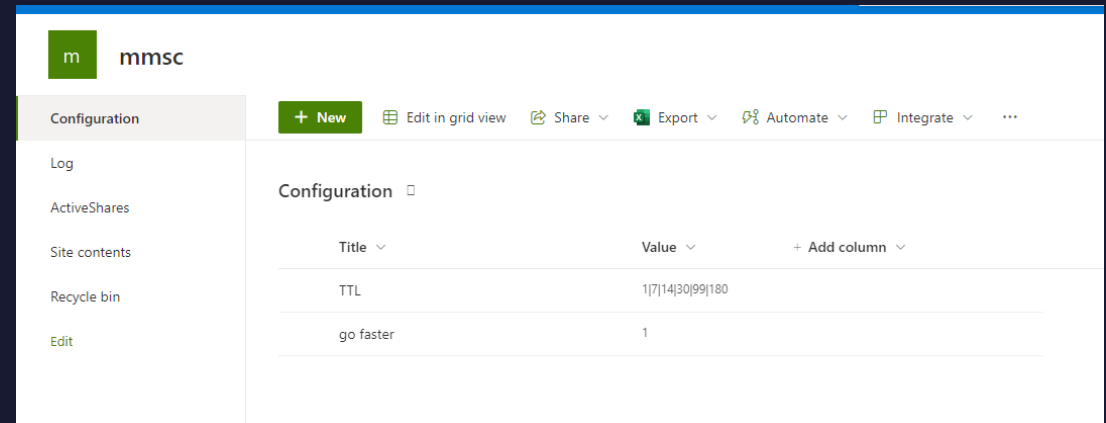 m
mmsc
Configuration
Log
ActiveShares
Site contents
Recycle bin
Edit
+ New Edit in grid view Share Export Automate Integrate ...
Configuration
Title Value + Add column
TTL 1|7|14|30|99|180
go faster 1